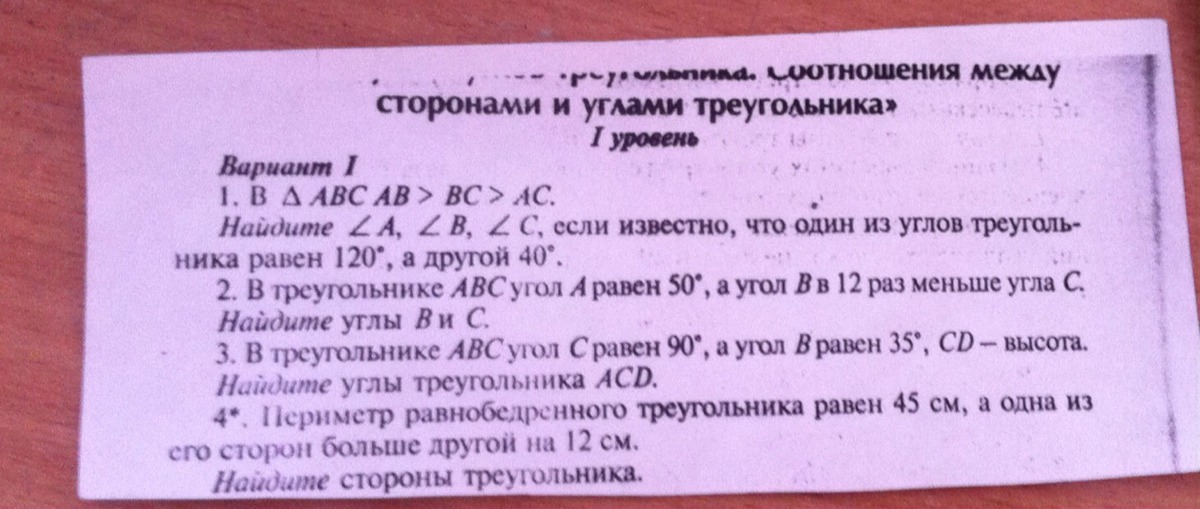 треугольника. Соотношения между
сторонами и углами треугольника»
I уровень
Вариант I
1. В Δ ABC AB > BC > AC.
Найдите ∠ A, ∠ B, ∠ C, если известно, что один из углов треуголь-
ника равен 120°, а другой 40°.
2. В треугольнике ABC угол A равен 50°, а угол B в 12 раз меньше угла C.
Найдите углы B и C.
3. В треугольнике ABC угол C равен 90°, а угол B равен 35°, CD – высота.
Найдите углы треугольника ACD.
4*. Периметр равнобедренного треугольника равен 45 см, а одна из
его сторон больше другой на 12 см.
Найдите стороны треугольника.